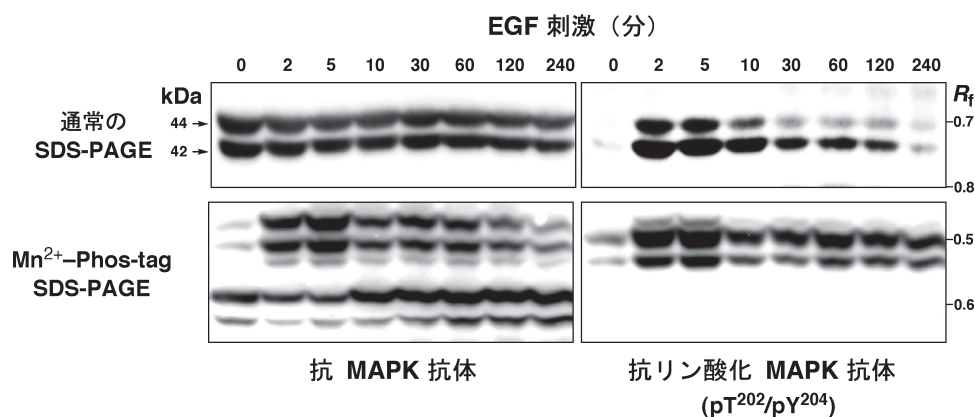 EGF 刺激（分）
0 2 5 10 30 60 120 240 0 2 5 10 30 60 120 240
kDa
Rf
通常の
SDS-PAGE
44
42
0.7
0.8
Mn2+–Phos-tag
SDS-PAGE
0.5
0.6
抗 MAPK 抗体
抗リン酸化 MAPK 抗体
(pT202/pY204)